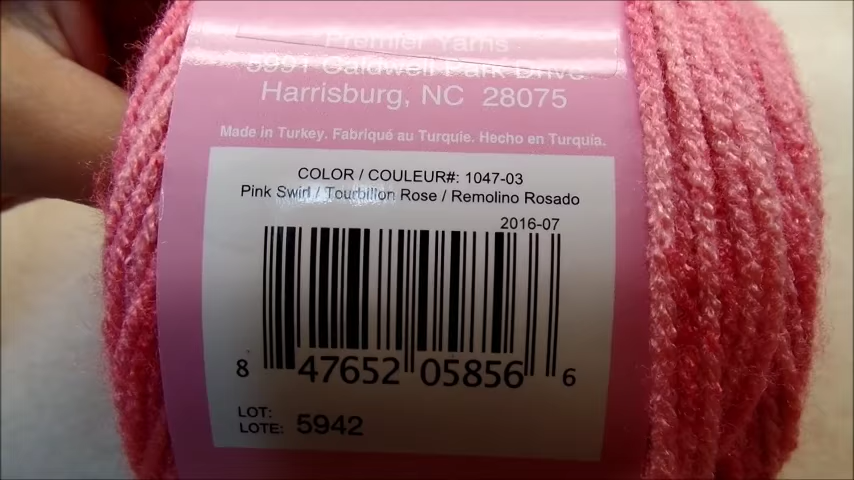 Premier Yarns
5991 Caldwell Park Drive
Harrisburg, NC 28075
Made in Turkey. Fabriqué au Turquie. Hecho en Turquía.
COLOR / COULEUR#: 1047-03
Pink Swirl / Tourbillon Rose / Remolino Rosado
2016-07
8 47652 05856 6
LOT:
LOTE: 5942